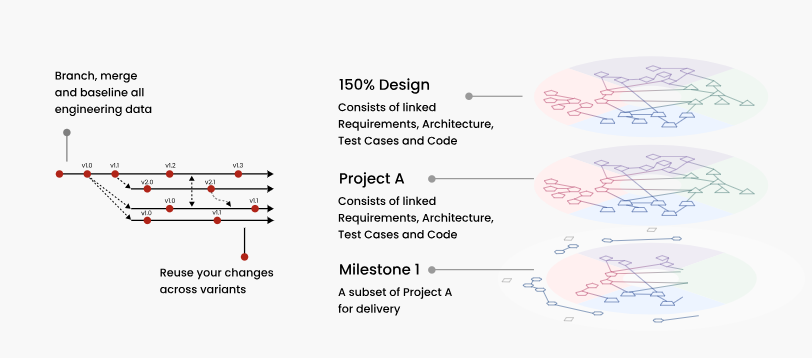 Branch, merge
and baseline all
engineering data
v1.0 v1.1 v1.2 v1.3
v2.0 v2.1
v1.0 v1.1
v1.0 v1.1
Reuse your changes
across variants
150% Design
Consists of linked
Requirements, Architecture,
Test Cases and Code
Project A
Consists of linked
Requirements, Architecture,
Test Cases and Code
Milestone 1
A subset of Project A
for delivery